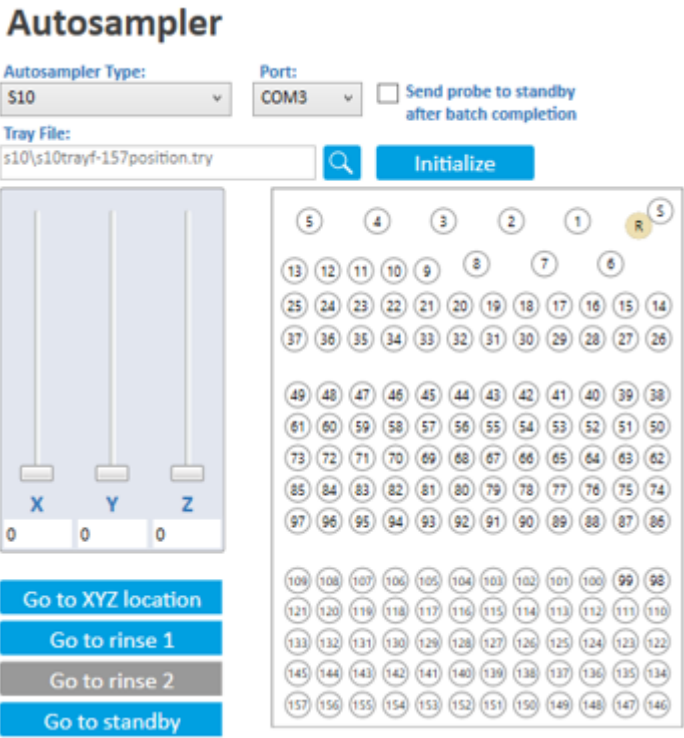 Autosampler
Autosampler Type:
S10
Port:
COM3
Send probe to standby
after batch completion
Tray File:
s10\s10trayf-157position.try
Initialize
X Y Z
0 0 0
Go to XYZ location
Go to rinse 1
Go to rinse 2
Go to standby
S
5 4 3 2 1 R
8 7 6
13 12 11 10 9
25 24 23 22 21 20 19 18 17 16 15 14
37 36 35 34 33 32 31 30 29 28 27 26
49 48 47 46 45 44 43 42 41 40 39 38
61 60 59 58 57 56 55 54 53 52 51 50
73 72 71 70 69 68 67 66 65 64 63 62
85 84 83 82 81 80 79 78 77 76 75 74
97 96 95 94 93 92 91 90 89 88 87 86
109 108 107 106 105 104 103 102 101 100 99 98
121 120 119 118 117 116 115 114 113 112 111 110
133 132 131 130 129 128 127 126 125 124 123 122
145 144 143 142 141 140 139 138 137 136 135 134
157 156 155 154 153 152 151 150 149 148 147 146